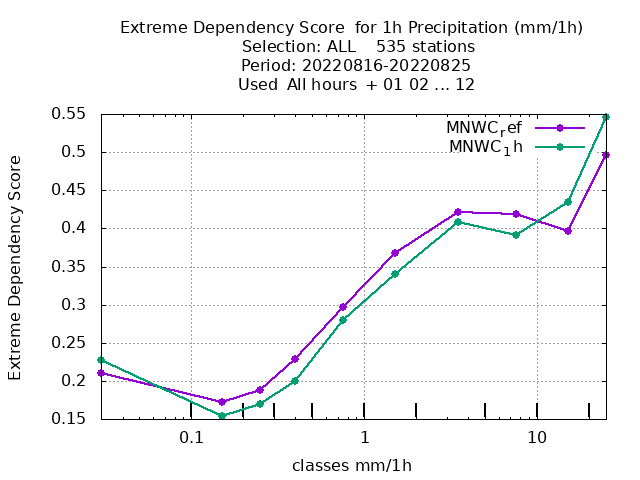 Extreme Dependency Score  for 1h Precipitation (mm/1h)
Selection: ALL    535 stations
Period: 20220816-20220825
Used  All hours  + 01 02 ... 12
0.55
0.5
0.45
0.4
0.35
0.3
0.25
0.2
0.15
Extreme Dependency Score
MNWC_ref
MNWC_1h
0.1
1
10
classes mm/1h